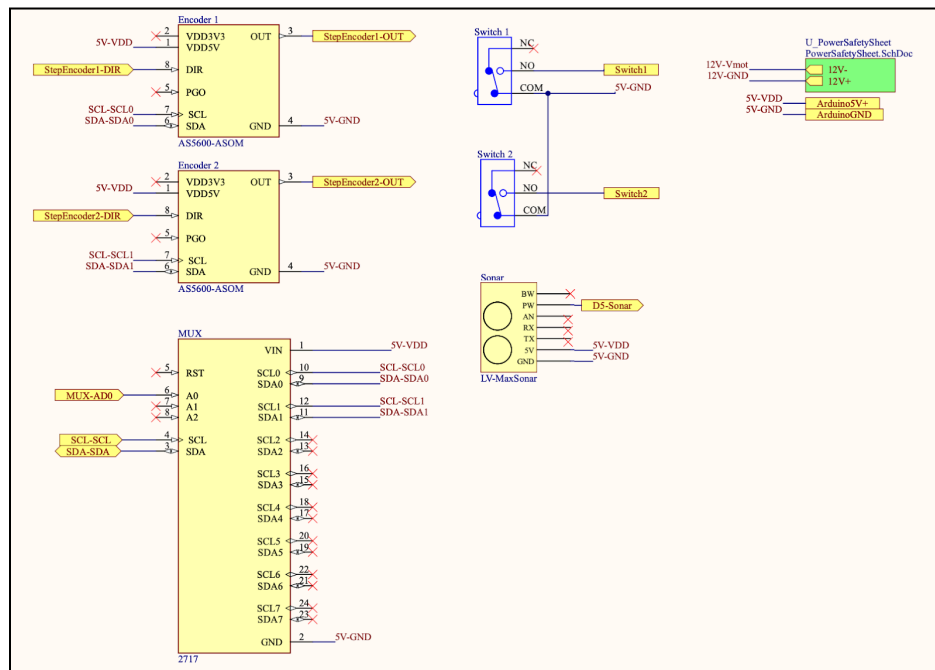 Encoder 1
2 VDD3V3 OUT 3 StepEncoder1-OUT
5V-VDD 1 VDD5V
StepEncoder1-DIR 8 DIR
5 PGO
SCL-SCL0 7 SCL
SDA-SDA0 6 SDA GND 4 5V-GND
AS5600-ASOM
Encoder 2
2 VDD3V3 OUT 3 StepEncoder2-OUT
5V-VDD 1 VDD5V
StepEncoder2-DIR 8 DIR
5 PGO
SCL-SCL1 7 SCL
SDA-SDA1 6 SDA GND 4 5V-GND
AS5600-ASOM
MUX
VIN 1 5V-VDD
5 RST SCL0 10 SCL-SCL0
SDA0 9 SDA-SDA0
MUX-AD0 6 A0
7 A1 SCL1 12 SCL-SCL1
8 A2 SDA1 11 SDA-SDA1
SCL-SCL 4 SCL SCL2 14
SDA-SDA 3 SDA SDA2 13
SCL3 16
SDA3 15
SCL4 18
SDA4 17
SCL5 20
SDA5 19
SCL6 22
SDA6 21
SCL7 24
SDA7 23
GND 2 5V-GND
2717
Switch 1
NC
NO Switch1
COM 5V-GND
Switch 2
NC
NO Switch2
COM
Sonar
BW
PW D5-Sonar
AN
RX
TX
5V 5V-VDD
GND 5V-GND
LV-MaxSonar
U_PowerSafetySheet
PowerSafetySheet.SchDoc
12V-Vmot 12V-
12V-GND 12V+
5V-VDD Arduino5V+
5V-GND ArduinoGND